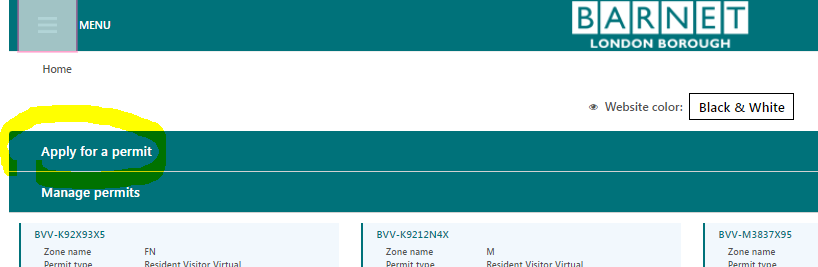 MENU
BARNET
LONDON BOROUGH
Home
Website color: Black & White
Apply for a permit
Manage permits
BVV-K92X93X5
Zone name FN
Permit type Resident Visitor Virtual
BVV-K9212N4X
Zone name M
Permit type Resident Visitor Virtual
BVV-M3837X95
Zone name
Permit type